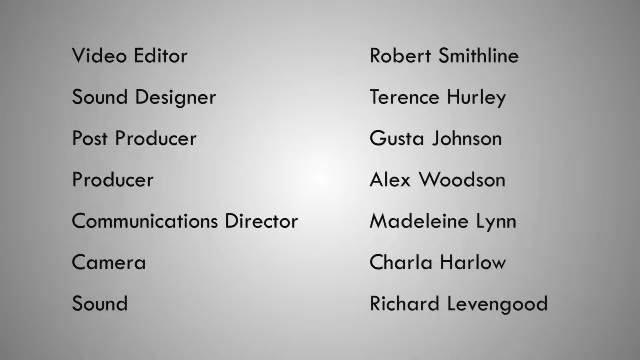 Video Editor Robert Smithline
Sound Designer Terence Hurley
Post Producer Gusta Johnson
Producer Alex Woodson
Communications Director Madeleine Lynn
Camera Charla Harlow
Sound Richard Levengood